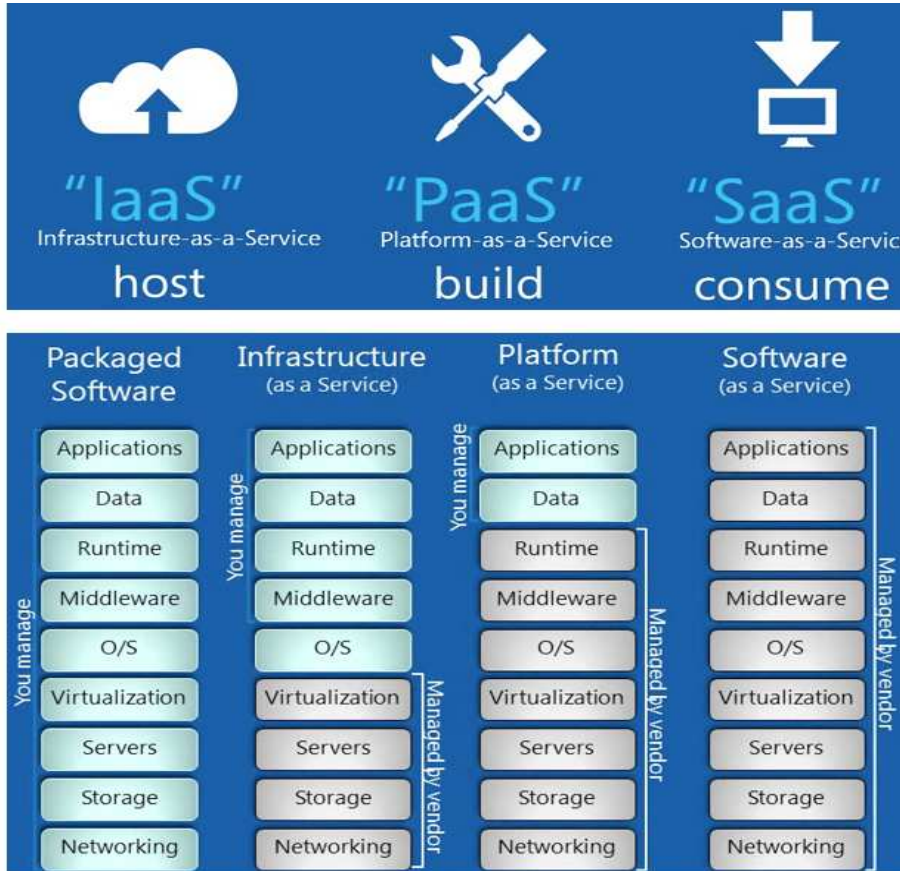 "IaaS"
Infrastructure-as-a-Service
host
"PaaS"
Platform-as-a-Service
build
"SaaS"
Software-as-a-Servic
consume
Packaged
Software
You manage
Applications
Data
Runtime
Middleware
O/S
Virtualization
Servers
Storage
Networking
Infrastructure
(as a Service)
You manage
Applications
Data
Runtime
Middleware
O/S
Virtualization
Servers
Storage
Networking
Managed by vendor
Platform
(as a Service)
You manage
Applications
Data
Runtime
Middleware
O/S
Virtualization
Servers
Storage
Networking
Managed by vendor
Software
(as a Service)
Applications
Data
Runtime
Middleware
O/S
Virtualization
Servers
Storage
Networking
Managed by vendor